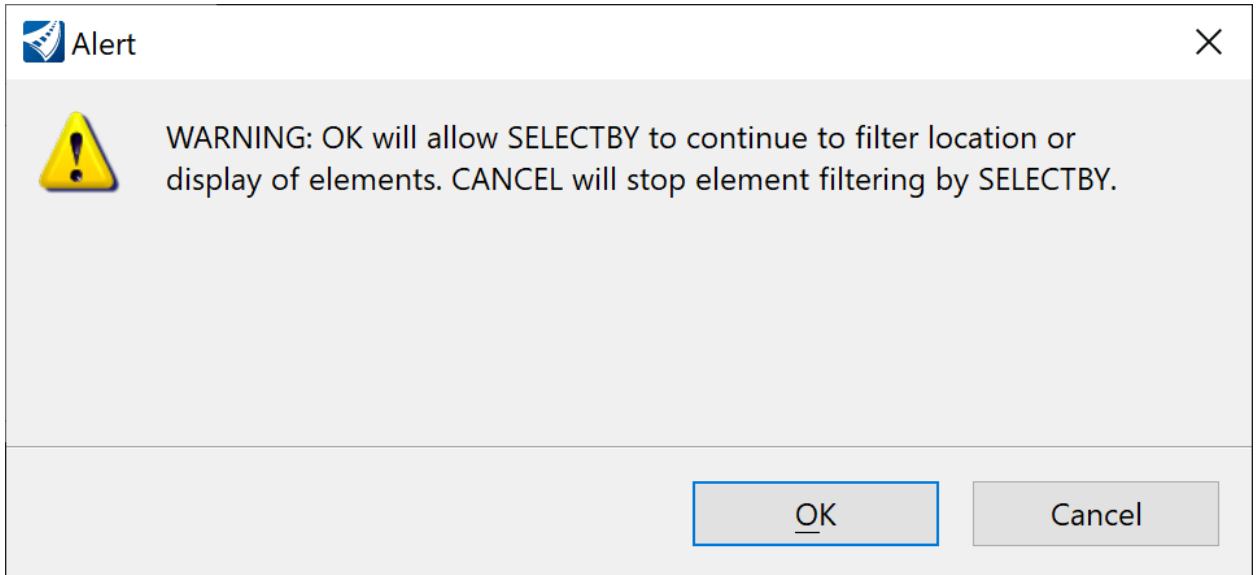 Alert
WARNING: OK will allow SELECTBY to continue to filter location or
display of elements. CANCEL will stop element filtering by SELECTBY.
OK
Cancel